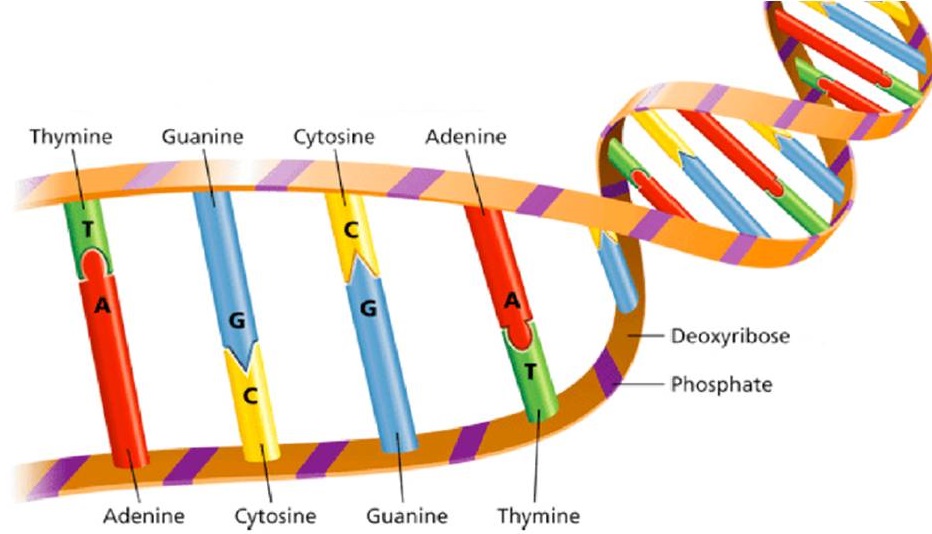 Thymine Guanine Cytosine Adenine
T
A
G
C
C
G
A
T
Deoxyribose
Phosphate
Adenine Cytosine Guanine Thymine